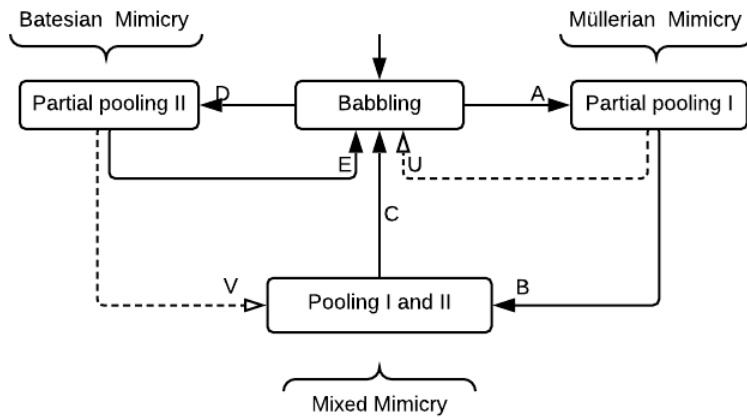 Batesian Mimicry
Müllerian Mimicry
Partial pooling II
D
Babbling
A
Partial pooling I
E
U
C
V
B
Pooling I and II
Mixed Mimicry